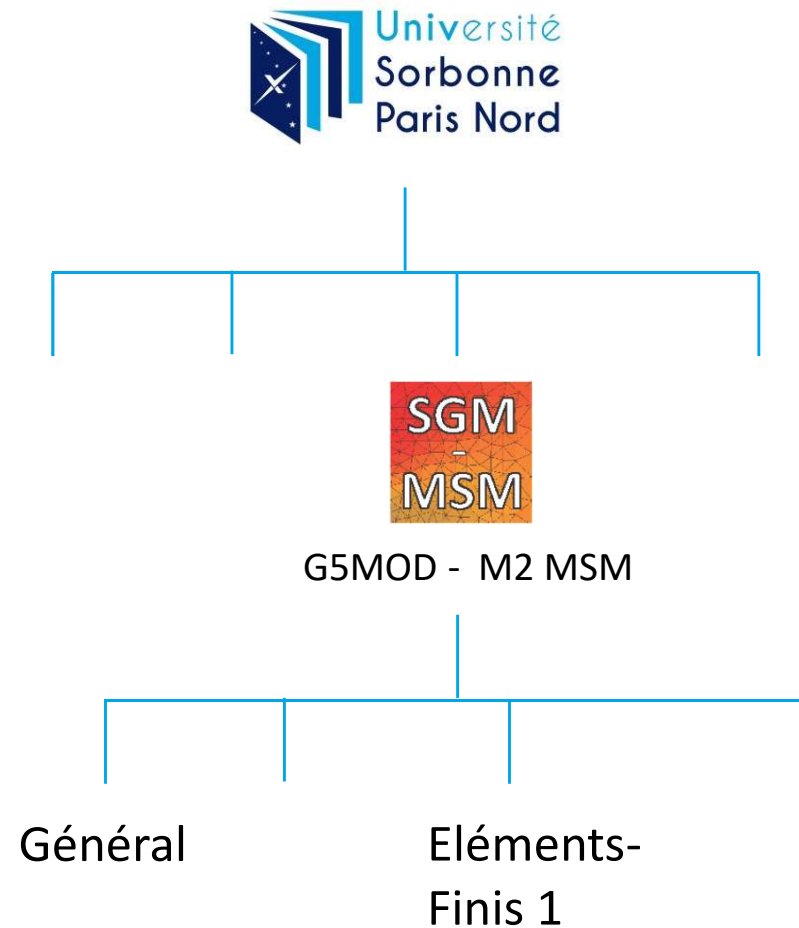 Université
Sorbonne
Paris Nord
SGM
-
MSM
G5MOD - M2 MSM
Général
Eléments-
Finis 1